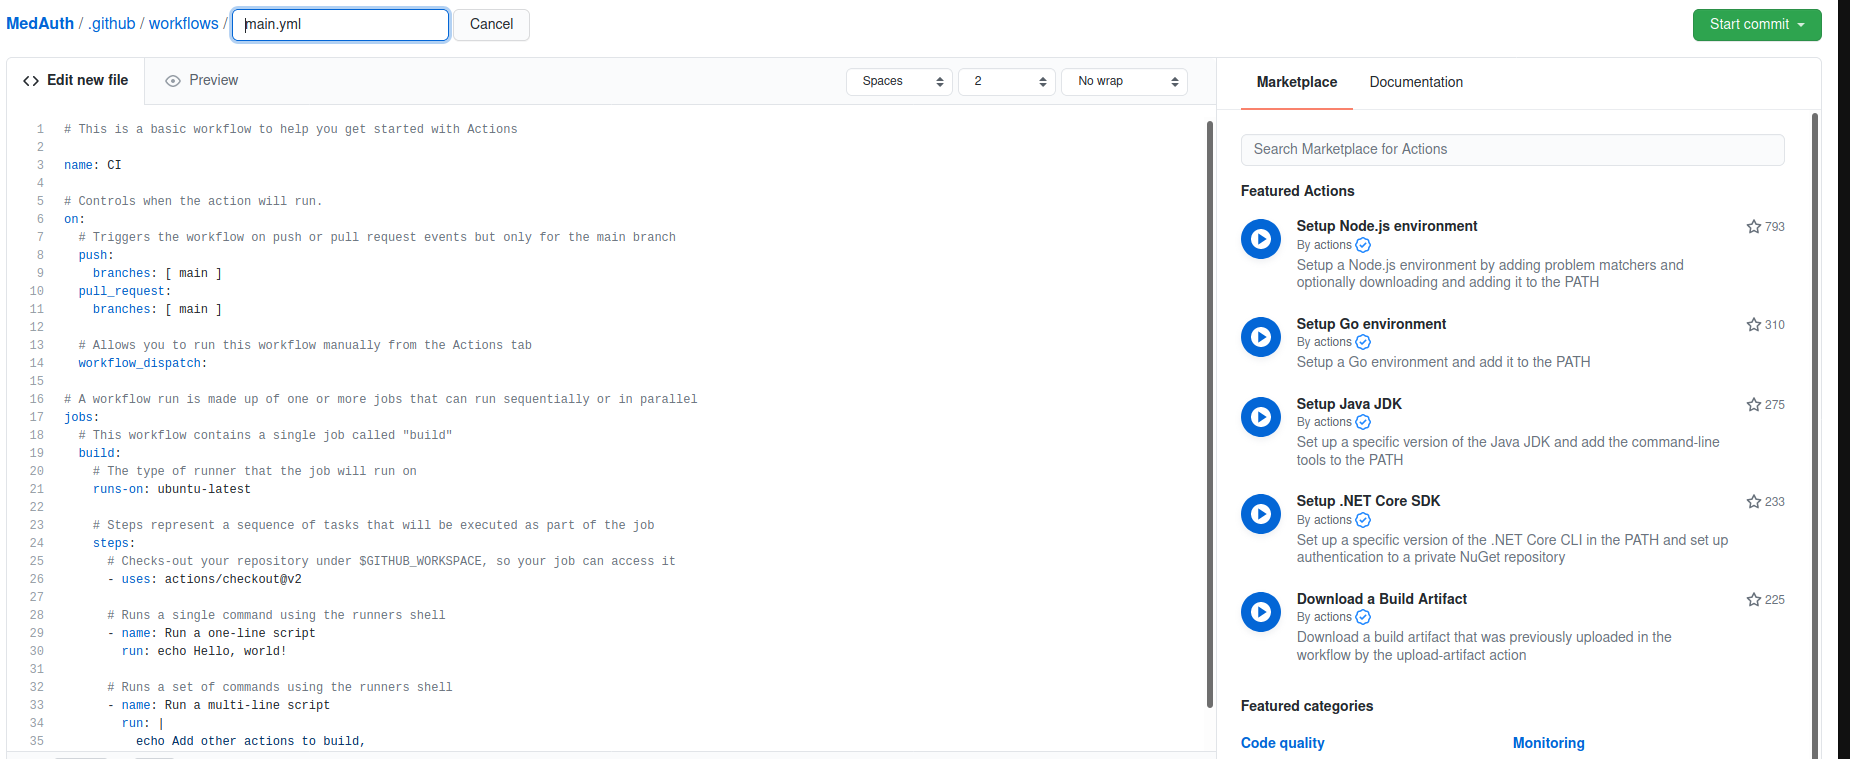 MedAuth / .github / workflows / main.yml Cancel Start commit
Edit new file Preview Spaces 2 No wrap
1 # This is a basic workflow to help you get started with Actions
2
3 name: CI
4
5 # Controls when the action will run.
6 on:
7 # Triggers the workflow on push or pull request events but only for the main branch
8 push:
9 branches: [ main ]
10 pull_request:
11 branches: [ main ]
12
13 # Allows you to run this workflow manually from the Actions tab
14 workflow_dispatch:
15
16 # A workflow run is made up of one or more jobs that can run sequentially or in parallel
17 jobs:
18 # This workflow contains a single job called "build"
19 build:
20 # The type of runner that the job will run on
21 runs-on: ubuntu-latest
22
23 # Steps represent a sequence of tasks that will be executed as part of the job
24 steps:
25 # Checks-out your repository under $GITHUB_WORKSPACE, so your job can access it
26 - uses: actions/checkout@v2
27
28 # Runs a single command using the runners shell
29 - name: Run a one-line script
30 run: echo Hello, world!
31
32 # Runs a set of commands using the runners shell
33 - name: Run a multi-line script
34 run: |
35 echo Add other actions to build,
Marketplace Documentation
Search Marketplace for Actions
Featured Actions
Setup Node.js environment 793
By actions
Setup a Node.js environment by adding problem matchers and
optionally downloading and adding it to the PATH
Setup Go environment 310
By actions
Setup a Go environment and add it to the PATH
Setup Java JDK 275
By actions
Set up a specific version of the Java JDK and add the command-line
tools to the PATH
Setup .NET Core SDK 233
By actions
Set up a specific version of the .NET Core CLI in the PATH and set up
authentication to a private NuGet repository
Download a Build Artifact 225
By actions
Download a build artifact that was previously uploaded in the
workflow by the upload-artifact action
Featured categories
Code quality Monitoring